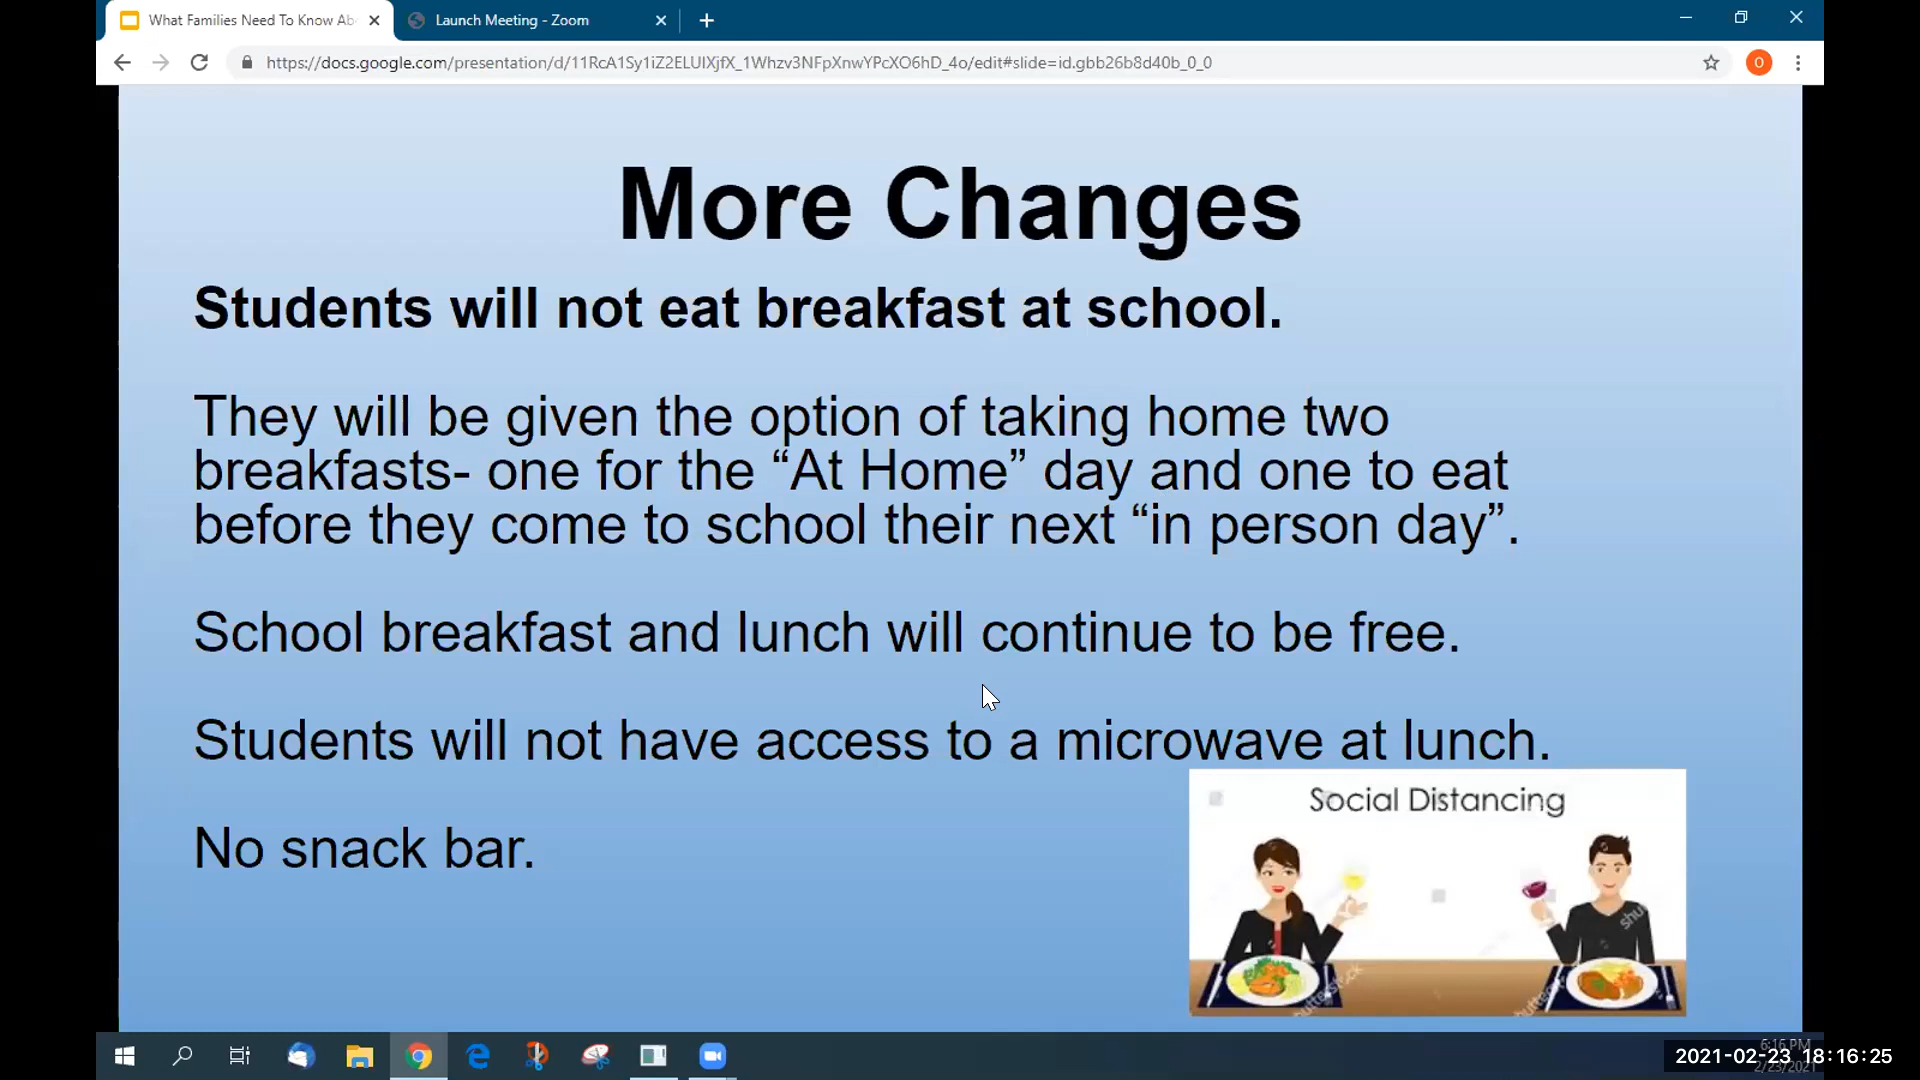 What Families Need To Know Ab
Launch Meeting - Zoom
https://docs.google.com/presentation/d/11RcA1Sy1iZ2ELUIXjfX_1Whzv3NFpXnwYPcXO6hD_4o/edit#slide=id.gbb26b8d40b_0_0
O
More Changes
Students will not eat breakfast at school.
They will be given the option of taking home two
breakfasts- one for the “At Home” day and one to eat
before they come to school their next “in person day”.
School breakfast and lunch will continue to be free.
Students will not have access to a microwave at lunch.
No snack bar.
Social Distancing
6:16 PM
2021-02-23 18:16:25
2/23/2021